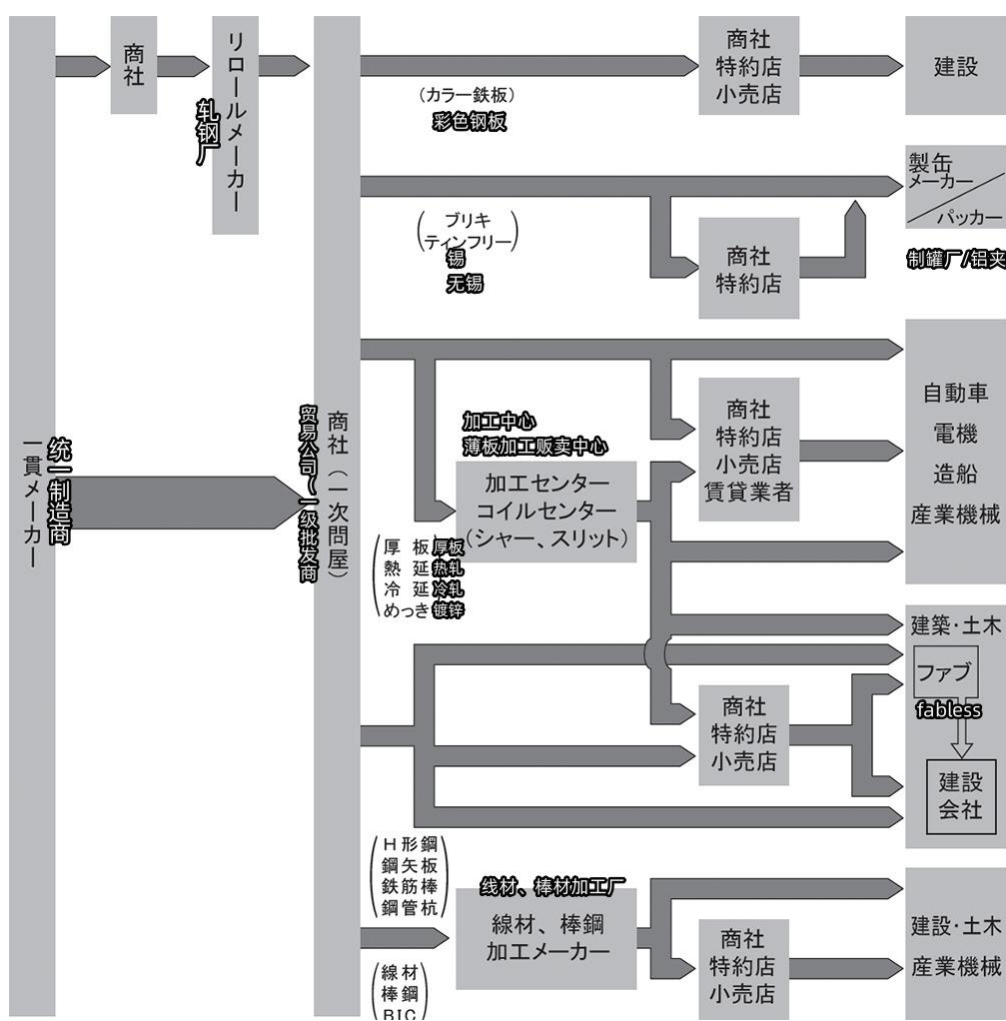 一貫メーカー
统一制造商
商社
リロールメーカー
轧钢厂
商社(一次問屋)
贸易公司(一级批发商
(カラー鉄板)
彩色钢板
商社
特約店
小売店
建設
ブリキ
ティンフリー
锡
无锡
商社
特約店
製缶
メーカー
パッカー
制罐厂/铝夹
加工中心
薄板加工贩卖中心
加工センター
コイルセンター
(シャー、スリット)
厚板 厚板
熱延 热轧
冷延 冷轧
めっき 镀锌
商社
特約店
小売店
賃貸業者
自動車
電機
造船
産業機械
建築・土木
ファブ
fabless
建設
会社
商社
特約店
小売店
H形鋼
鋼矢板
鉄筋棒
鋼管杭
线材、棒材加工厂
線材、棒鋼
加工メーカー
線材
棒鋼
BIC
商社
特約店
小売店
建設・土木
産業機械